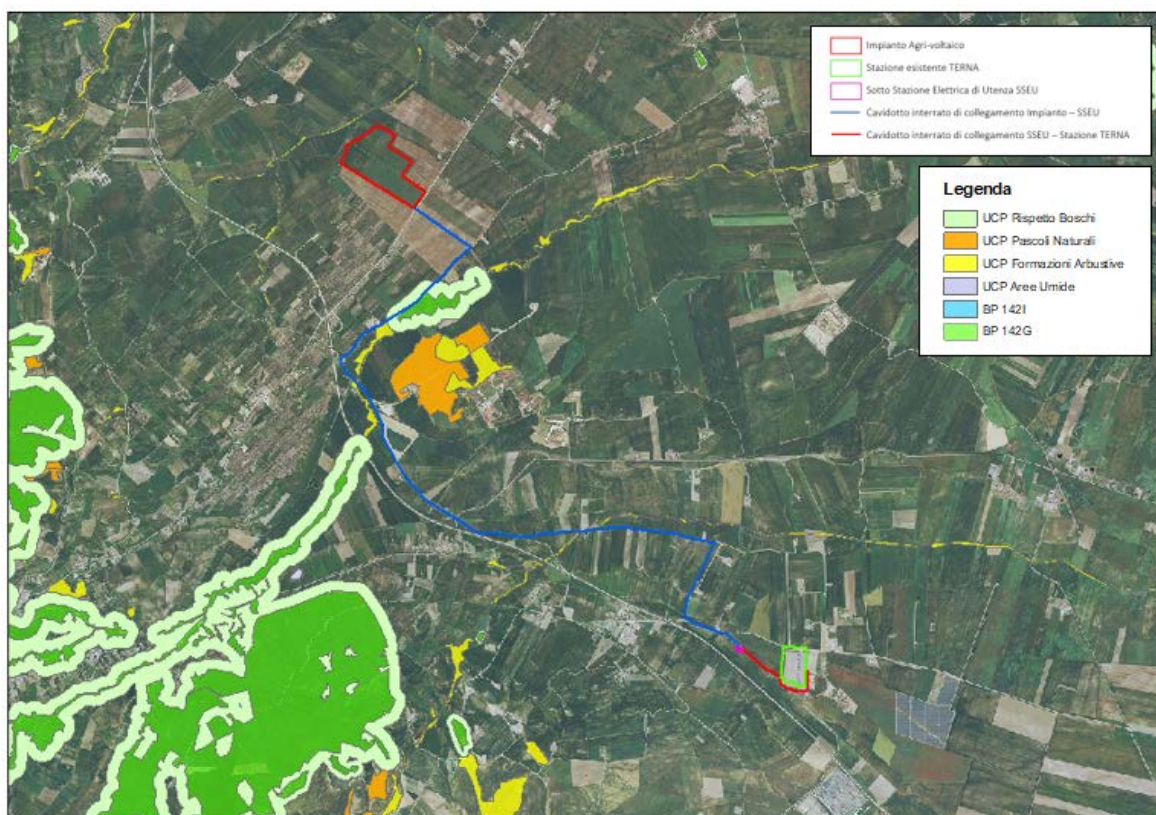 Impianto Agri-voltaico
Stazione esistente TERNA
Sotto Stazione Elettrica di Utenza SSEU
Cavidotto interrato di collegamento Impianto – SSEU
Cavidotto interrato di collegamento SSEU – Stazione TERNA
Legenda
UCP Rispetto Boschi
UCP Pascoli Naturali
UCP Formazioni Arbustive
UCP Aree Umide
BP 142I
BP 142G